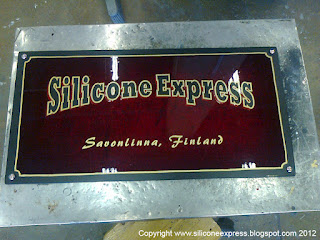 Silicone Express
Savonlinna, Finland
Copyright www.siliconeexpress.blogspot.com 2012